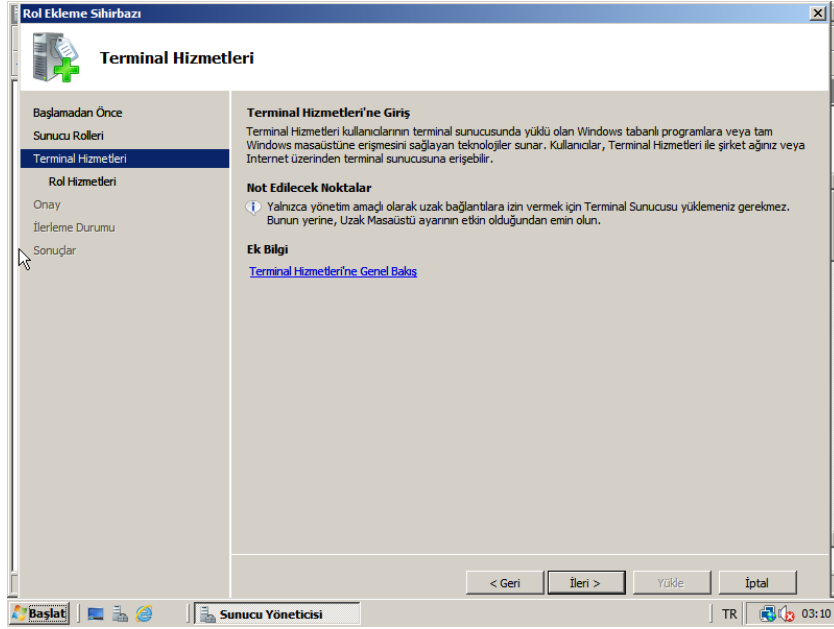 Rol Ekleme Sihirbazı
Terminal Hizmetleri
Başlamadan Önce
Sunucu Rolleri
Terminal Hizmetleri
Rol Hizmetleri
Onay
İlerleme Durumu
Sonuçlar
Terminal Hizmetleri'ne Giriş
Terminal Hizmetleri kullanıcılarının terminal sunucusunda yüklü olan Windows tabanlı programlara veya tam
Windows masaüstüne erişmesini sağlayan teknolojiler sunar. Kullanıcılar, Terminal Hizmetleri ile şirket ağınız veya
Internet üzerinden terminal sunucusuna erişebilir.
Not Edilecek Noktalar
Yalnızca yönetim amaçlı olarak uzak bağlantılara izin vermek için Terminal Sunucusu yüklemeniz gerekmez.
Bunun yerine, Uzak Masaüstü ayarının etkin olduğundan emin olun.
Ek Bilgi
Terminal Hizmetleri'ne Genel Bakış
< Geri
İleri >
Yükle
İptal
Başlat
Sunucu Yöneticisi
TR
03:10